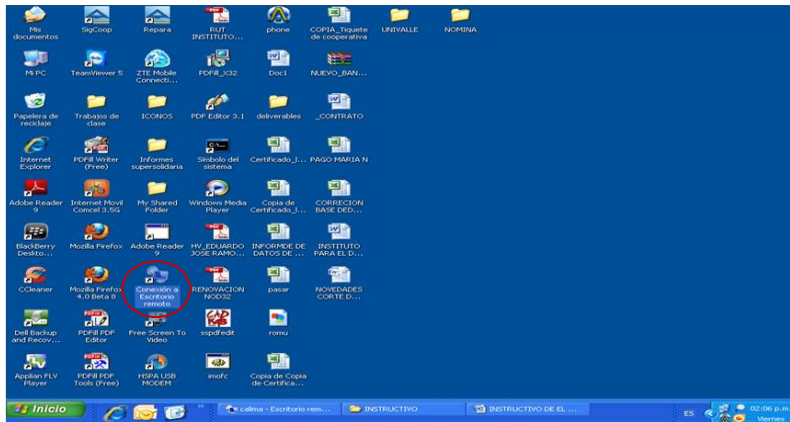 Mis documentos
SigCoop
Repara
RUT INSTITUTO...
phone
COPIA_Tiquete de cooperativa
UNIVALLE
NOMINA
Mi PC
TeamViewer 5
ZTE Mobile Connecti...
PDFill_X32
Doc1
NUEVO_BAN...
Papelera de reciclaje
Trabajos de clase
ICONOS
PDF Editor 3.1
deliverables
_CONTRATO
Internet Explorer
PDFill Writer (Free)
Informes supersolidaria
Símbolo del sistema
Certificado_I...
PAGO MARIA N
Adobe Reader 9
Internet Movil Comcel 3.5G
My Shared Folder
Windows Media Player
Copia de Certificado_I...
CORRECION BASE DED...
BlackBerry Deskto...
Mozilla Firefox
Adobe Reader 9
HV_EDUARDO JOSE RAMO...
INFORMDE DE DATOS DE ...
INSTITUTO PARA EL D...
CCleaner
Mozilla Firefox 4.0 Beta 8
Conexión a Escritorio remoto
RENOVACION NOD32
pasar
NOVEDADES CORTE D...
Dell Backup and Recov...
PDFill PDF Editor
Free Screen To Video
sspdfedit
romu
Applian FLV Player
PDFill PDF Tools (Free)
HSPA USB MODEM
imofc
Copia de Copia de Certifica...
Inicio
calma - Escritorio rem...
INSTRUCTIVO
INSTRUCTIVO DE EL ...
ES
02:06 p.m.
Viernes